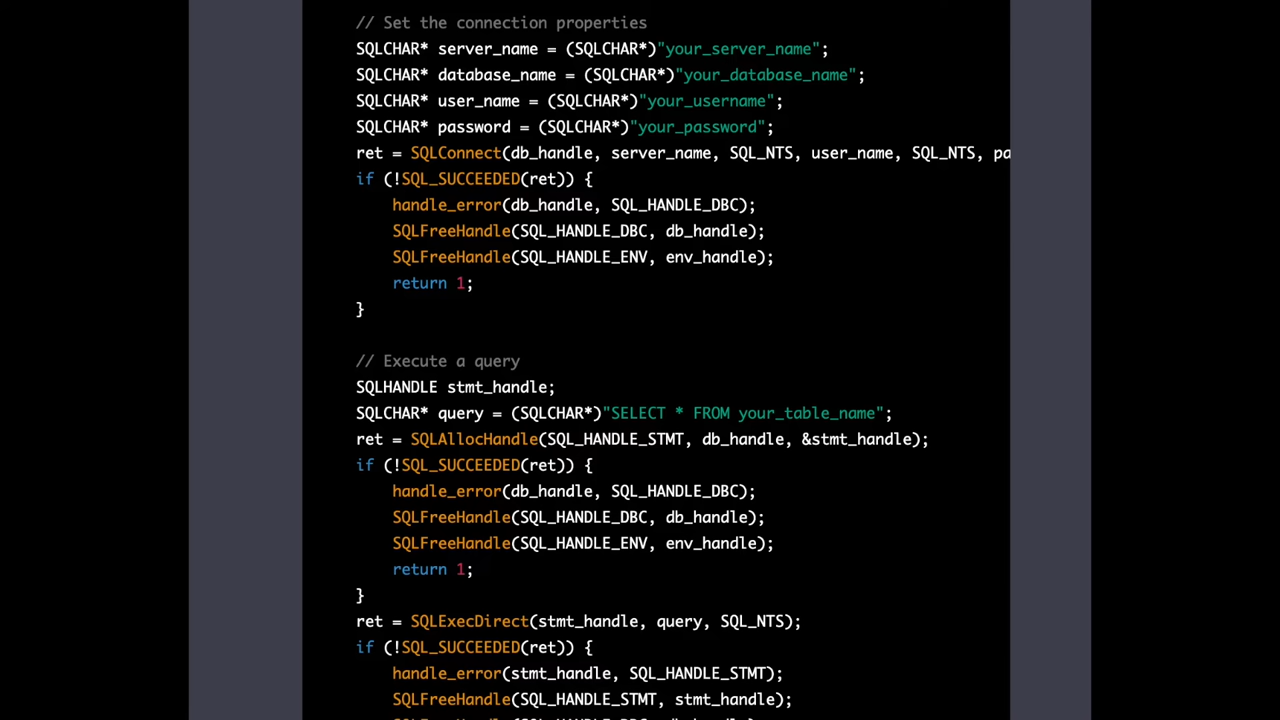 // Set the connection properties
SQLCHAR* server_name = (SQLCHAR*)"your_server_name";
SQLCHAR* database_name = (SQLCHAR*)"your_database_name";
SQLCHAR* user_name = (SQLCHAR*)"your_username";
SQLCHAR* password = (SQLCHAR*)"your_password";
ret = SQLConnect(db_handle, server_name, SQL_NTS, user_name, SQL_NTS, pa
if (!SQL_SUCCEEDED(ret)) {
handle_error(db_handle, SQL_HANDLE_DBC);
SQLFreeHandle(SQL_HANDLE_DBC, db_handle);
SQLFreeHandle(SQL_HANDLE_ENV, env_handle);
return 1;
}
// Execute a query
SQLHANDLE stmt_handle;
SQLCHAR* query = (SQLCHAR*)"SELECT * FROM your_table_name";
ret = SQLAllocHandle(SQL_HANDLE_STMT, db_handle, &stmt_handle);
if (!SQL_SUCCEEDED(ret)) {
handle_error(db_handle, SQL_HANDLE_DBC);
SQLFreeHandle(SQL_HANDLE_DBC, db_handle);
SQLFreeHandle(SQL_HANDLE_ENV, env_handle);
return 1;
}
ret = SQLExecDirect(stmt_handle, query, SQL_NTS);
if (!SQL_SUCCEEDED(ret)) {
handle_error(stmt_handle, SQL_HANDLE_STMT);
SQLFreeHandle(SQL_HANDLE_STMT, stmt_handle);